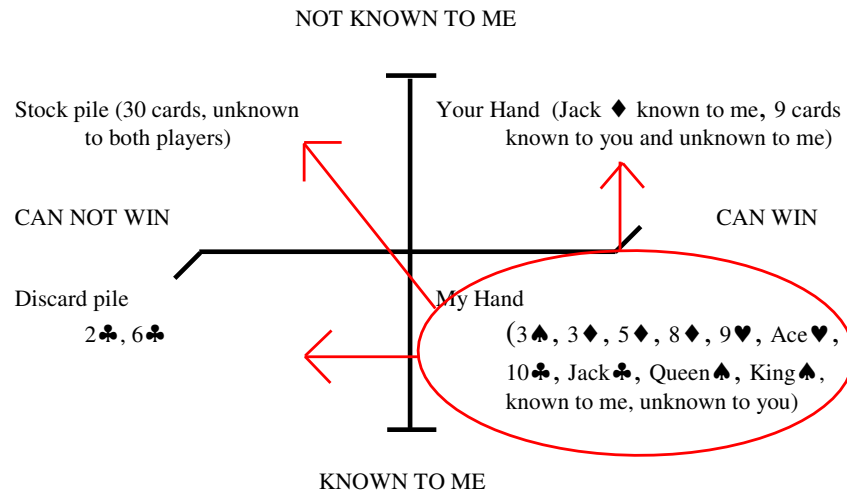 NOT KNOWN TO ME
Stock pile (30 cards, unknown
to both players)
Your Hand (Jack ♦ known to me, 9 cards
known to you and unknown to me)
CAN NOT WIN
CAN WIN
Discard pile
2♣, 6♣
My Hand
(3♠, 3♦, 5♦, 8♦, 9♥, Ace♥,
10♣, Jack♣, Queen♠, King♠,
known to me, unknown to you)
KNOWN TO ME